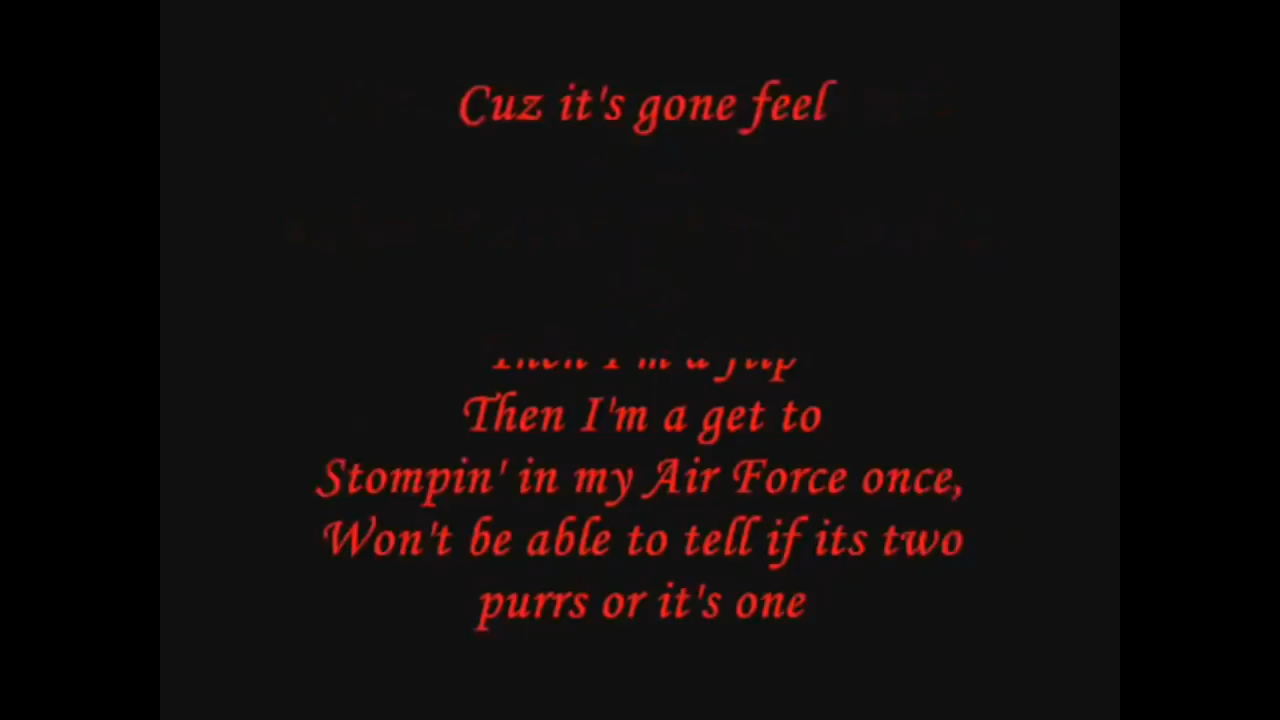 Cuz it's gone feel
Then I'm a
Then I'm a get to
Stompin' in my Air Force once,
Won't be able to tell if its two
purrs or it's one